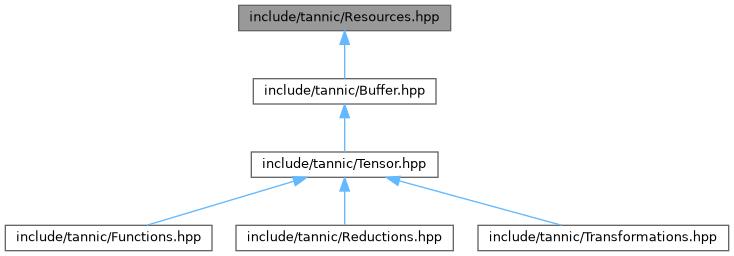 include/tannic/Resources.hpp
include/tannic/Buffer.hpp
include/tannic/Tensor.hpp
include/tannic/Functions.hpp
include/tannic/Reductions.hpp
include/tannic/Transformations.hpp